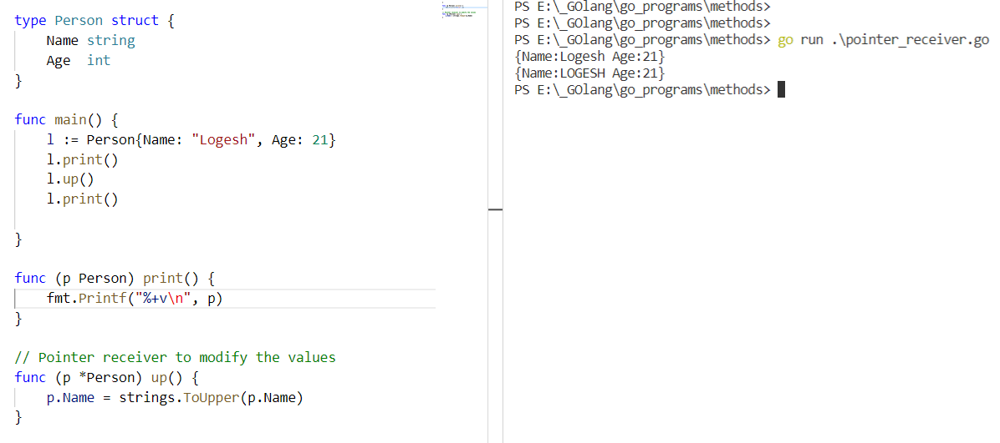 type Person struct {
    Name string
    Age  int
}

func main() {
    l := Person{Name: "Logesh", Age: 21}
    l.print()
    l.up()
    l.print()

}

func (p Person) print() {
    fmt.Printf("%+v\n", p)
}

// Pointer receiver to modify the values
func (p *Person) up() {
    p.Name = strings.ToUpper(p.Name)
}
PS E:\_GOlang\go_programs\methods>
PS E:\_GOlang\go_programs\methods>
PS E:\_GOlang\go_programs\methods> go run .\pointer_receiver.go
{Name:Logesh Age:21}
{Name:LOGESH Age:21}
PS E:\_GOlang\go_programs\methods>